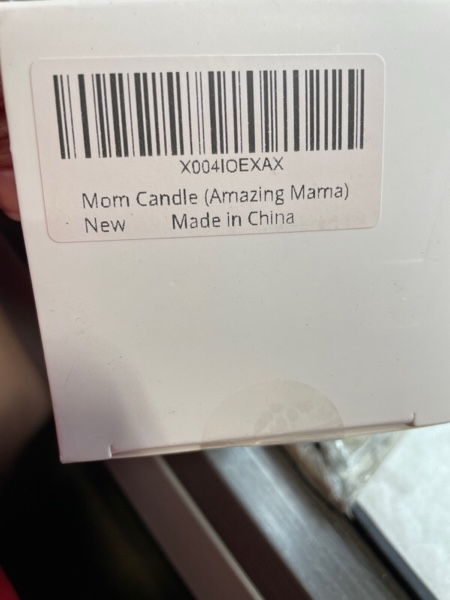 X004IOEXAX
Mom Candle (Amazing Mama)
New Made in China